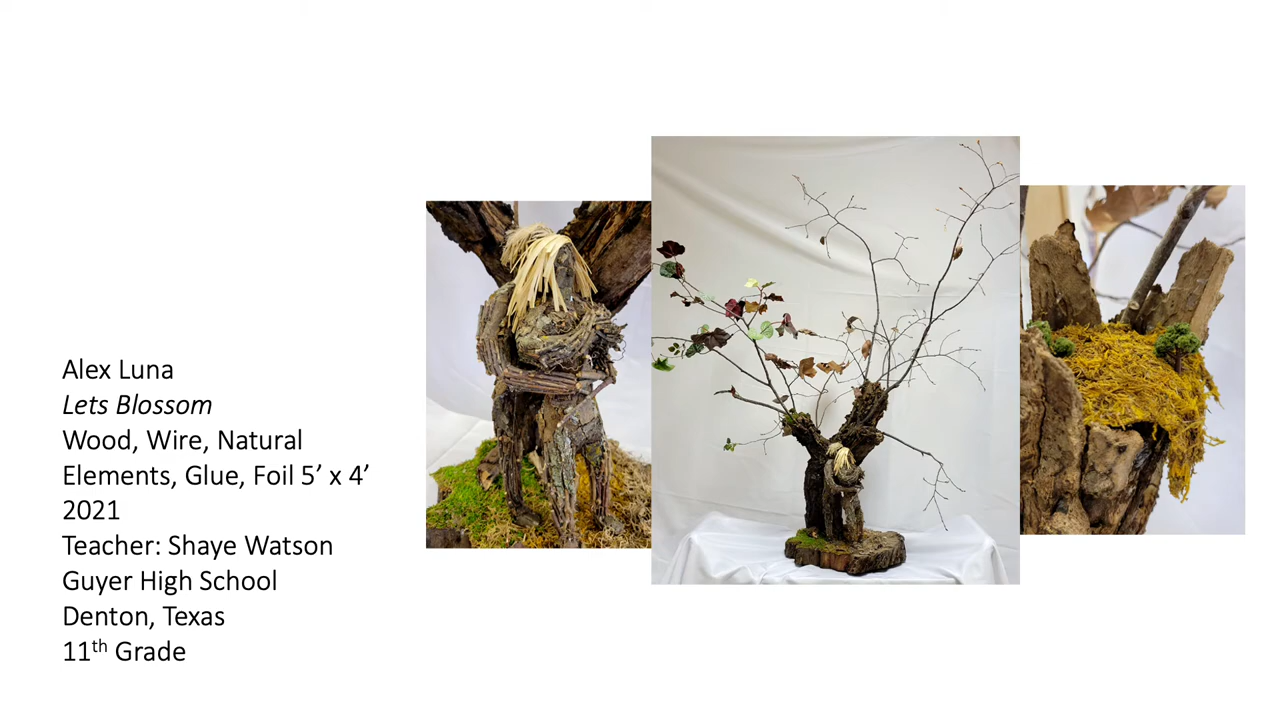 Alex Luna
Lets Blossom
Wood, Wire, Natural
Elements, Glue, Foil 5’ x 4’
2021
Teacher: Shaye Watson
Guyer High School
Denton, Texas
11th Grade